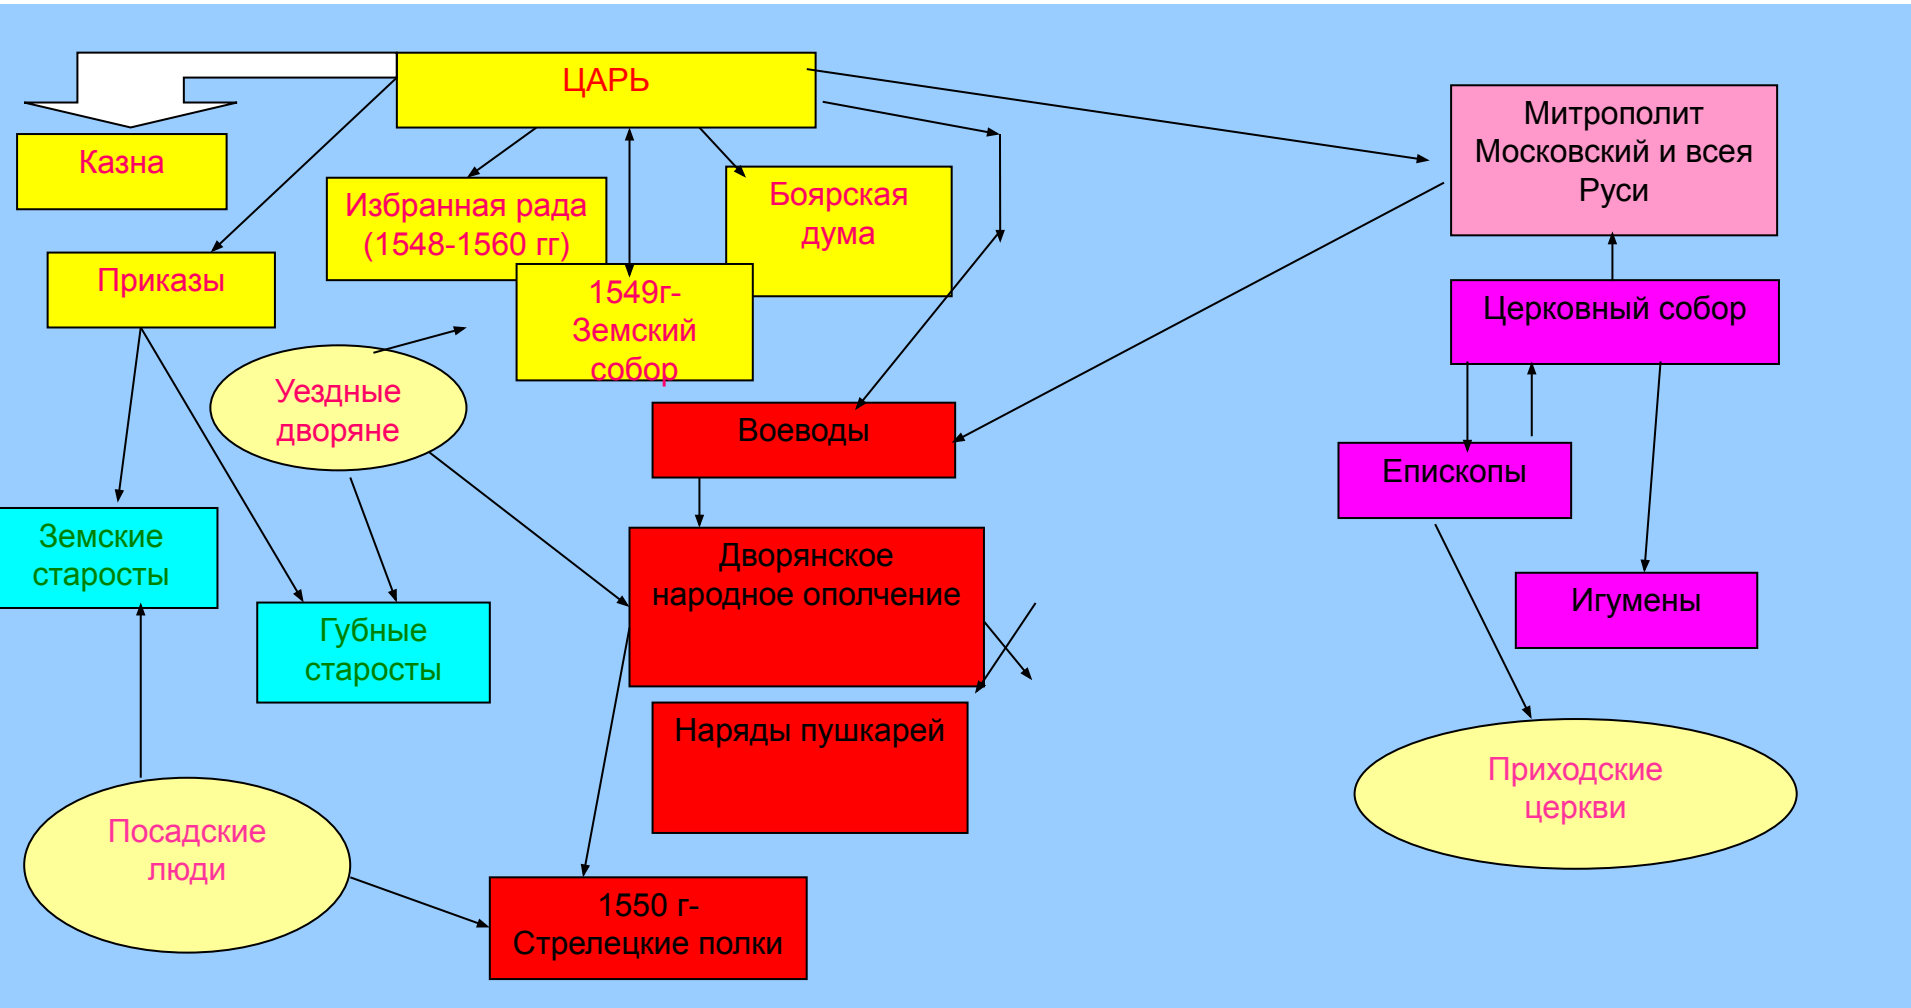 ЦАРЬ
Казна
Избранная рада
(1548-1560 гг)
Боярская
дума
Митрополит
Московский и всея
Руси
Приказы
1549г-
Земский
собор
Церковный собор
Уездные
дворяне
Воеводы
Епископы
Земские
старосты
Дворянское
народное ополчение
Игумены
Губные
старосты
Наряды пушкарей
Приходские
церкви
Посадские
люди
1550 г-
Стрелецкие полки